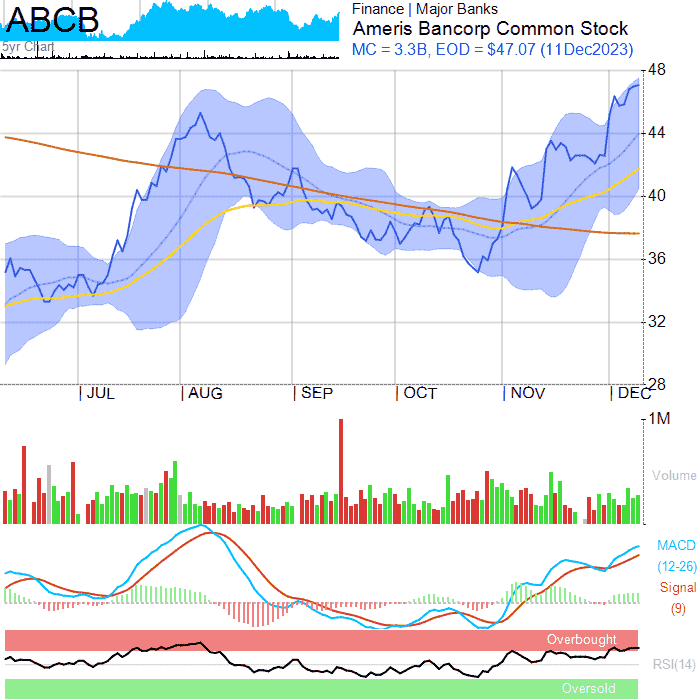 ABCB
5yr Chart
Finance | Major Banks
Ameris Bancorp Common Stock
MC = 3.3B, EOD = $47.07 (11Dec2023)
48
44
40
36
32
28
| JUL | AUG | SEP | OCT | NOV | DEC
1M
Volume
MACD
(12-26)
Signal
(9)
Overbought
RSI(14)
Oversold